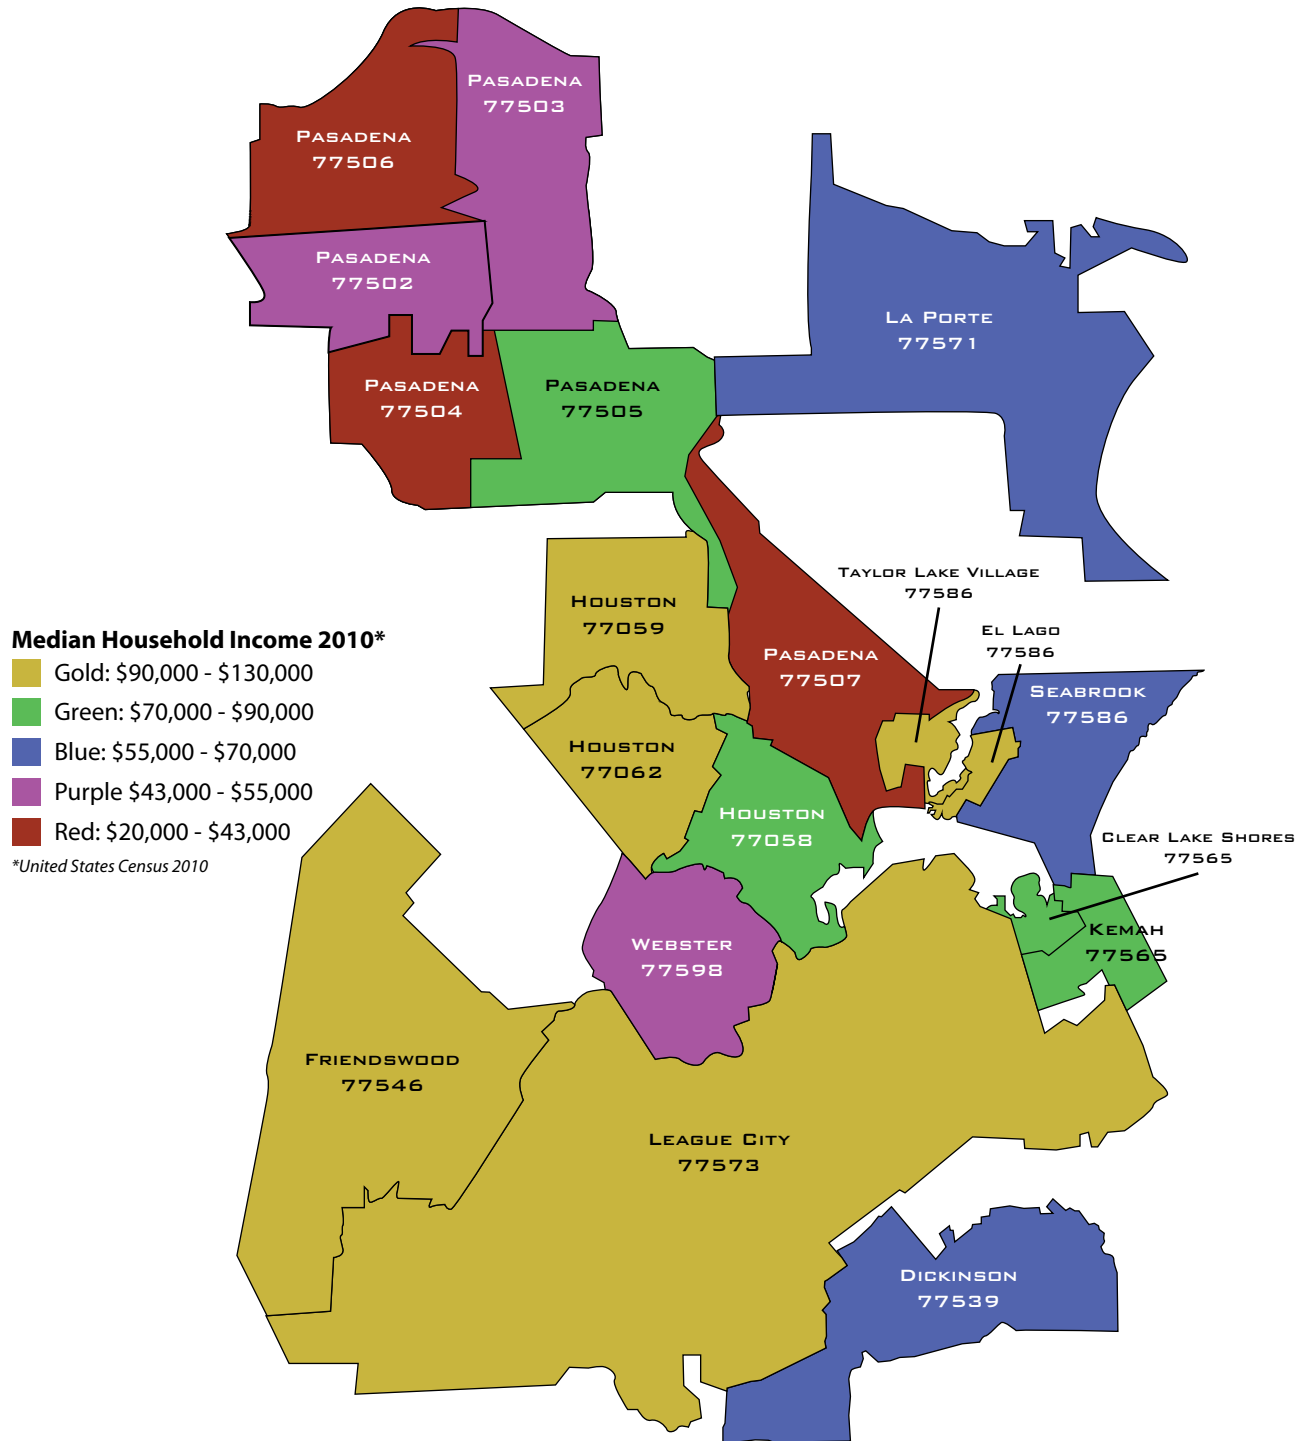 Pasadena
77503
Pasadena
77506
Pasadena
77502
La Porte
77571
Pasadena
77504
Pasadena
77505
Taylor Lake Village
77586
Houston
77059
El Lago
77586
Median Household Income 2010*
Gold: $90,000 - $130,000
Green: $70,000 - $90,000
Blue: $55,000 - $70,000
Purple $43,000 - $55,000
Red: $20,000 - $43,000
*United States Census 2010
Pasadena
77507
Seabrook
77586
Houston
77062
Houston
77058
Clear Lake Shores
77565
Kemah
77565
Webster
77598
Friendswood
77546
League City
77573
Dickinson
77539